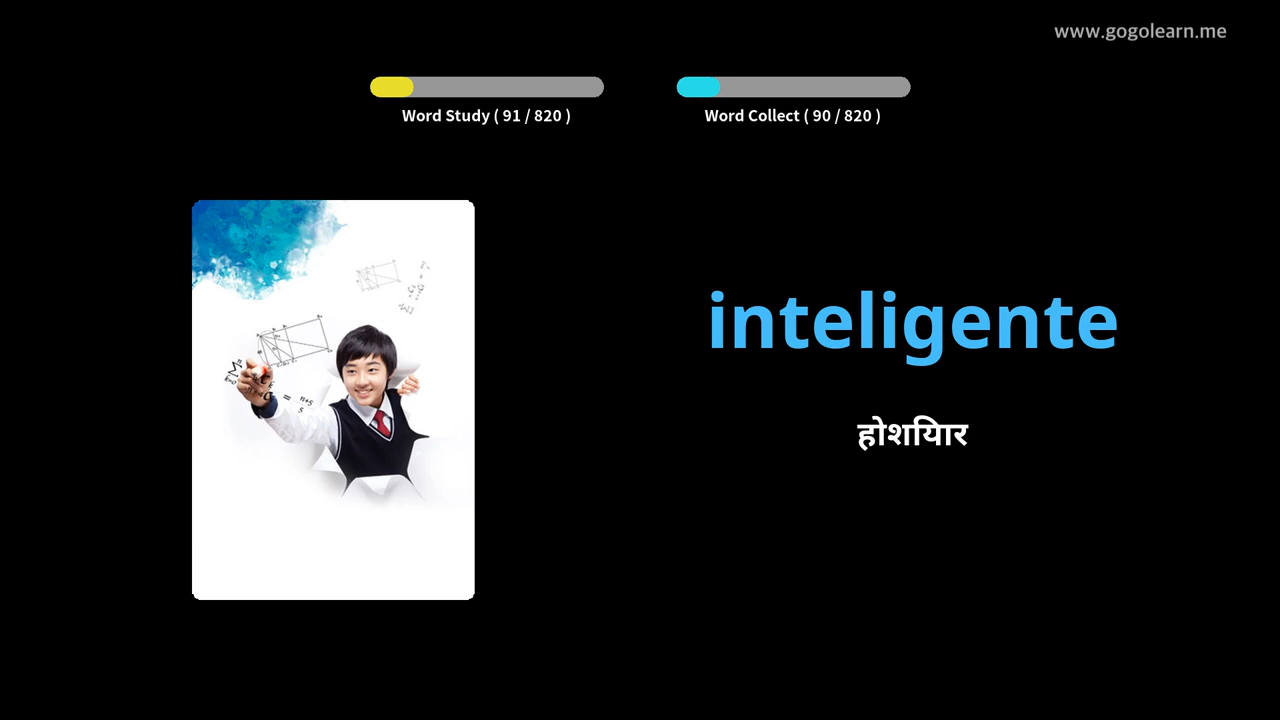 www.gogolearn.me
Word Study ( 91 / 820 )
Word Collect ( 90 / 820 )
inteligente
होशियार